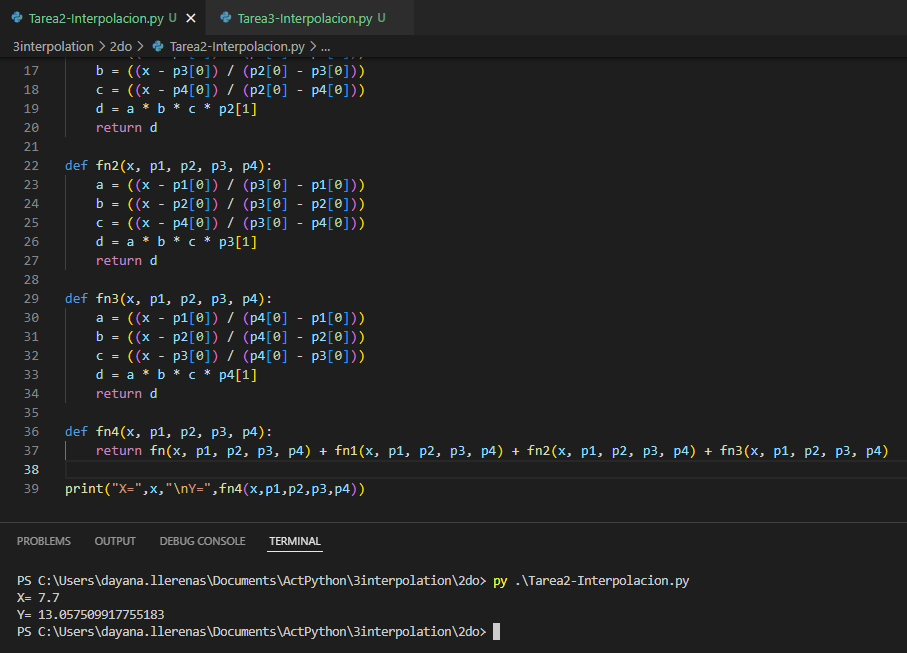 Tarea2-Interpolacion.py U × Tarea3-Interpolacion.py U
3interpolation > 2do > Tarea2-Interpolacion.py > ...
17 b = ((x - p3[0]) / (p2[0] - p3[0]))
18 c = ((x - p4[0]) / (p2[0] - p4[0]))
19 d = a * b * c * p2[1]
20 return d
21
22 def fn2(x, p1, p2, p3, p4):
23 a = ((x - p1[0]) / (p3[0] - p1[0]))
24 b = ((x - p2[0]) / (p3[0] - p2[0]))
25 c = ((x - p4[0]) / (p3[0] - p4[0]))
26 d = a * b * c * p3[1]
27 return d
28
29 def fn3(x, p1, p2, p3, p4):
30 a = ((x - p1[0]) / (p4[0] - p1[0]))
31 b = ((x - p2[0]) / (p4[0] - p2[0]))
32 c = ((x - p3[0]) / (p4[0] - p3[0]))
33 d = a * b * c * p4[1]
34 return d
35
36 def fn4(x, p1, p2, p3, p4):
37 return fn(x, p1, p2, p3, p4) + fn1(x, p1, p2, p3, p4) + fn2(x, p1, p2, p3, p4) + fn3(x, p1, p2, p3, p4)
38
39 print("X=",x,"\nY=",fn4(x,p1,p2,p3,p4))
PROBLEMS OUTPUT DEBUG CONSOLE TERMINAL
PS C:\Users\dayana.llerenas\Documents\ActPython\3interpolation\2do> py .\Tarea2-Interpolacion.py
X= 7.7
Y= 13.057509917755183
PS C:\Users\dayana.llerenas\Documents\ActPython\3interpolation\2do>